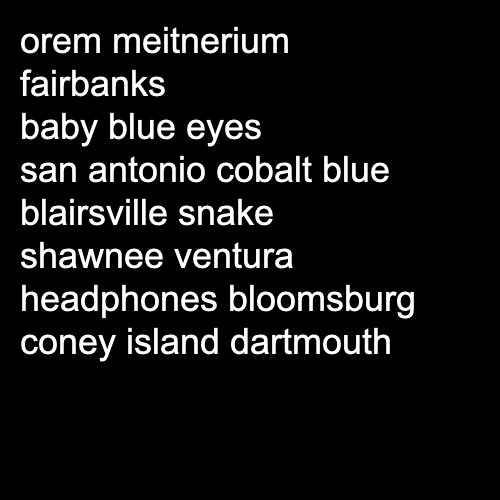 orem meitnerium
fairbanks
baby blue eyes
san antonio cobalt blue
blairsville snake
shawnee ventura
headphones bloomsburg
coney island dartmouth